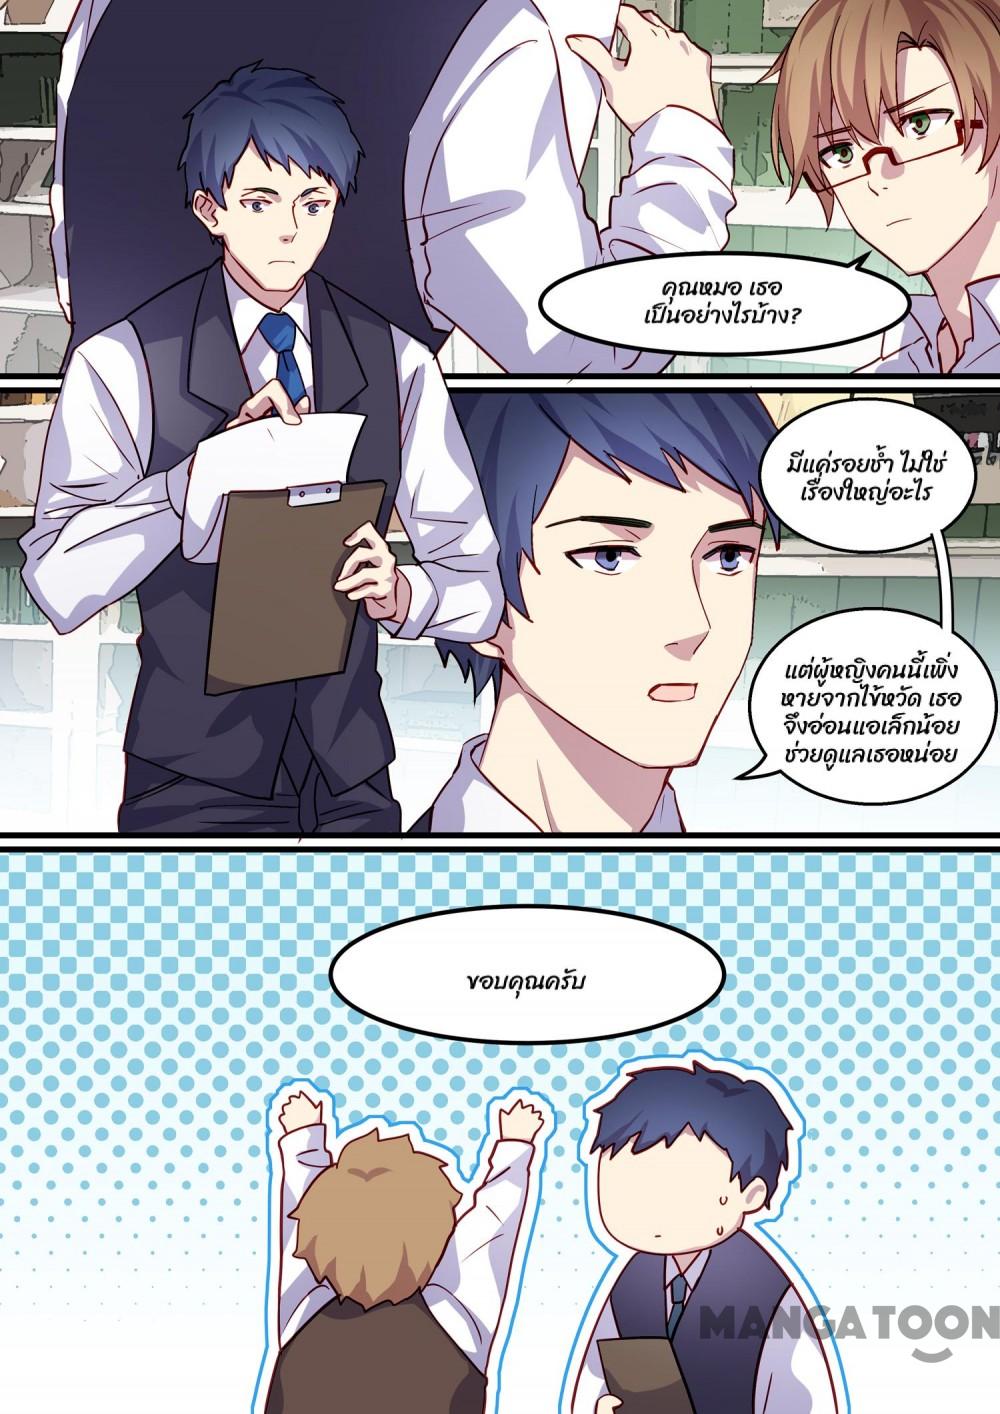 คุณหมอ เธอ
เป็นอย่างไรบ้าง?
มีแค่รอยช้ำ ไม่ใช่
เรื่องใหญ่อะไร
แต่ผู้หญิงคนนี้เพิ่ง
หายจากไข้หวัด เธอ
จึงอ่อนแอเล็กน้อย
ช่วยดูแลเธอหน่อย
ขอบคุณครับ
MANGATOON